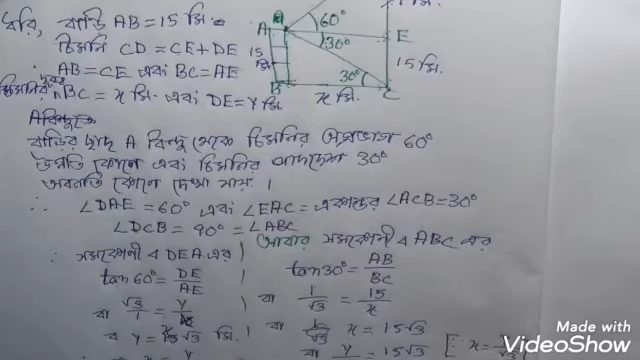 ধরি, বাড়ি AB = 15 মি.
চিমনি CD = CE + DE
∴ AB = CE এবং BC = AE
BC = x মি. এবং DE = Y মি
বাড়ির ছাদ A বিন্দু থেকে চিমনির অগ্রভাগ 60°
উন্নতি কোণে এবং চিমনির পাদদেশ 30°
অবনতি কোণে দেখা যায়।
∴ ∠DAE = 60° এবং ∠EAC = একান্তর ∠ACB = 30°
∠DCB = 90° = ∠ABC
∴ সমকোণী Δ DEA এর
tan 60° = DE/AE
বা √3/1 = Y/x
মি.
আবার সমকোণী Δ ABC এর
tan 30° = AB/BC
বা 1/√3 = 15/x
বা x = 15√3
বা = 15√3
A 60° E
30°
15
মি.
15 মি.
30°
B x মি. C
Made with
VideoShow